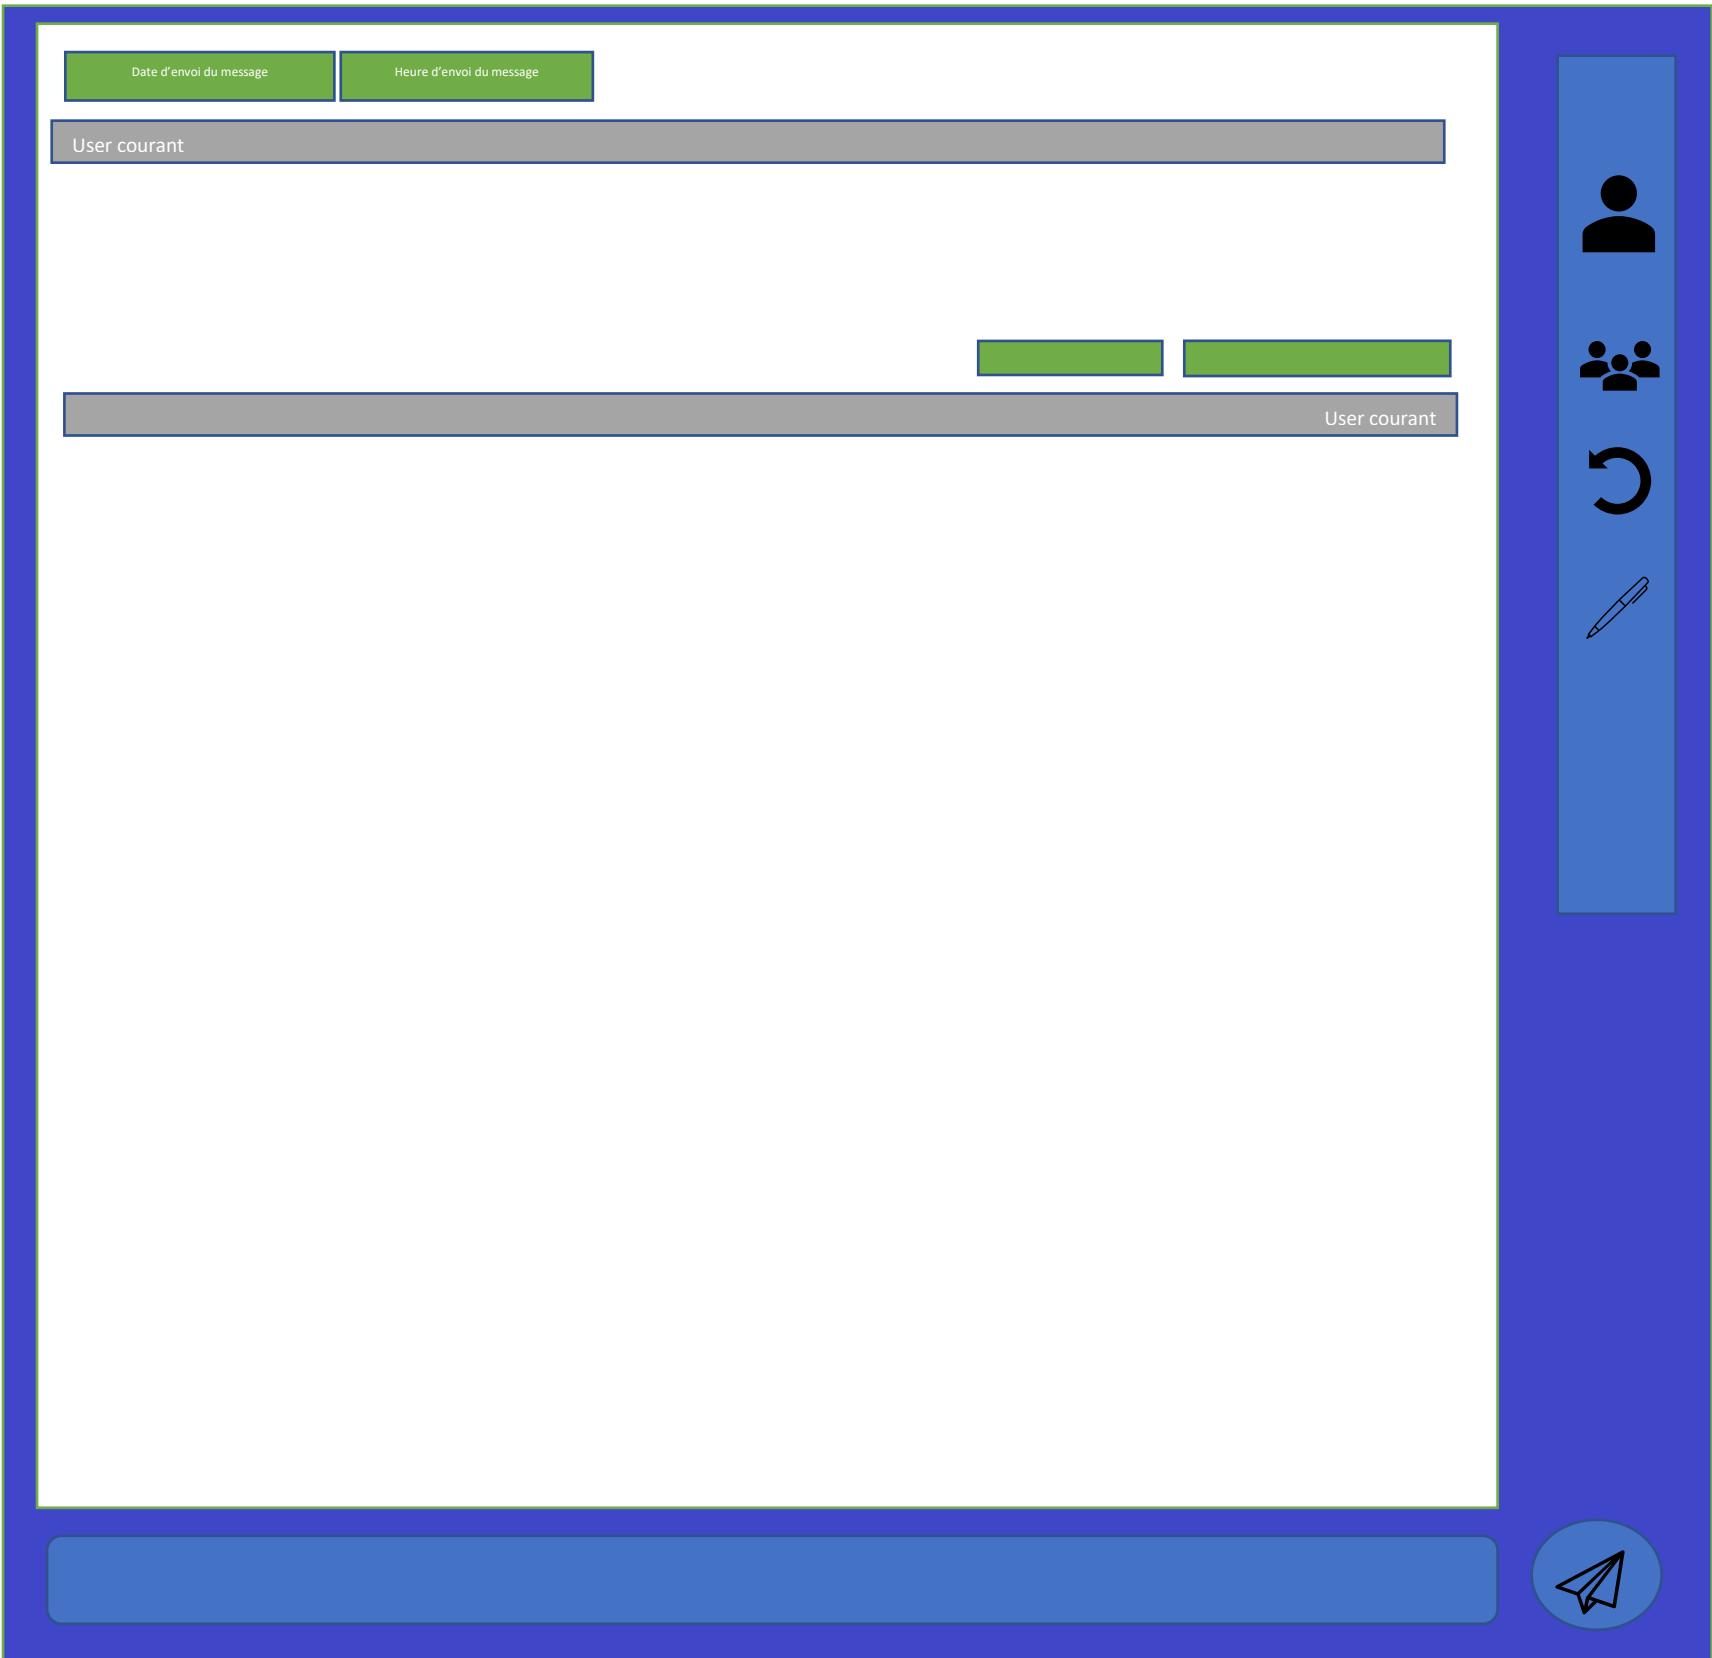 Date d'envoi du message
Heure d'envoi du message
User courant
User courant